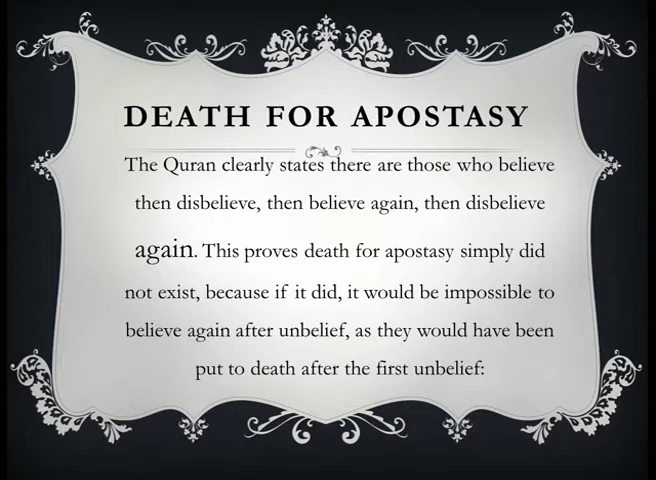 DEATH FOR APOSTASY
The Quran clearly states there are those who believe
then disbelieve, then believe again, then disbelieve
again. This proves death for apostasy simply did
not exist, because if it did, it would be impossible to
believe again after unbelief, as they would have been
put to death after the first unbelief: